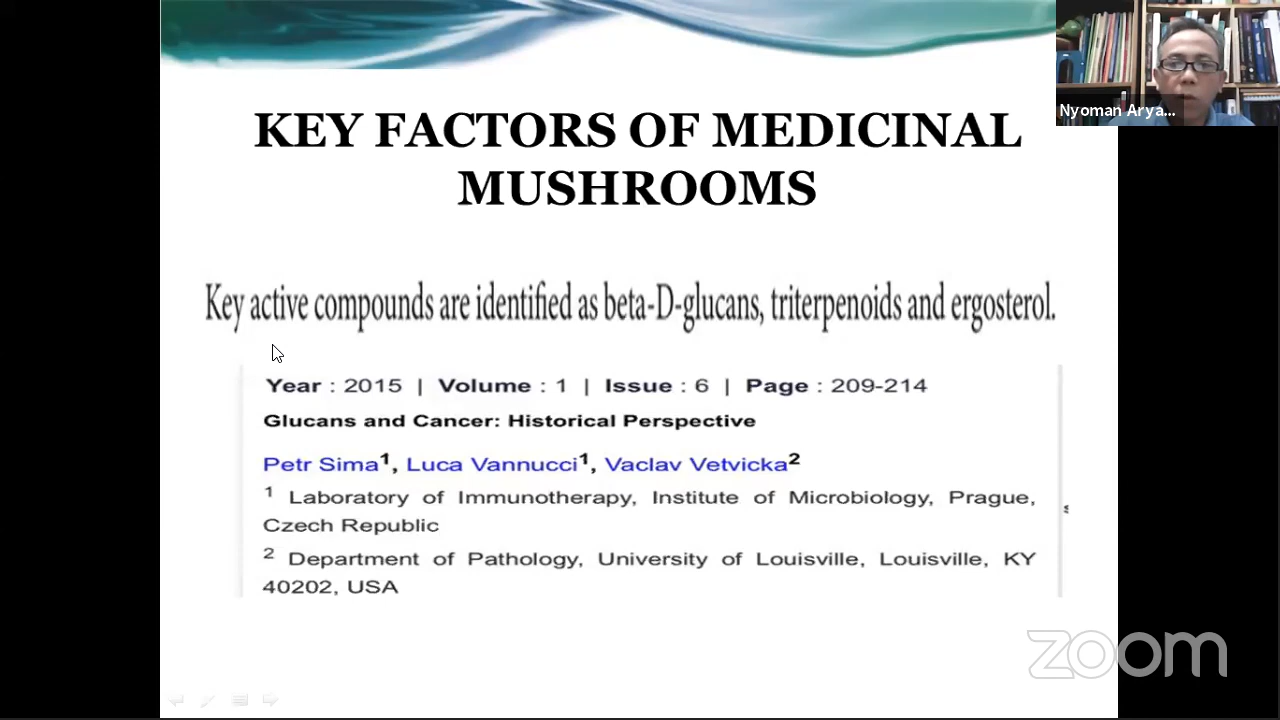 Nyoman Arya...
KEY FACTORS OF MEDICINAL
MUSHROOMS
Key active compounds are identified as beta-D-glucans, triterpenoids and ergosterol.
Year : 2015 | Volume : 1 | Issue : 6 | Page : 209-214
Glucans and Cancer: Historical Perspective
Petr Sima1, Luca Vannucci1, Vaclav Vetvicka2
1 Laboratory of Immunotherapy, Institute of Microbiology, Prague,
Czech Republic
2 Department of Pathology, University of Louisville, Louisville, KY
40202, USA
zoom